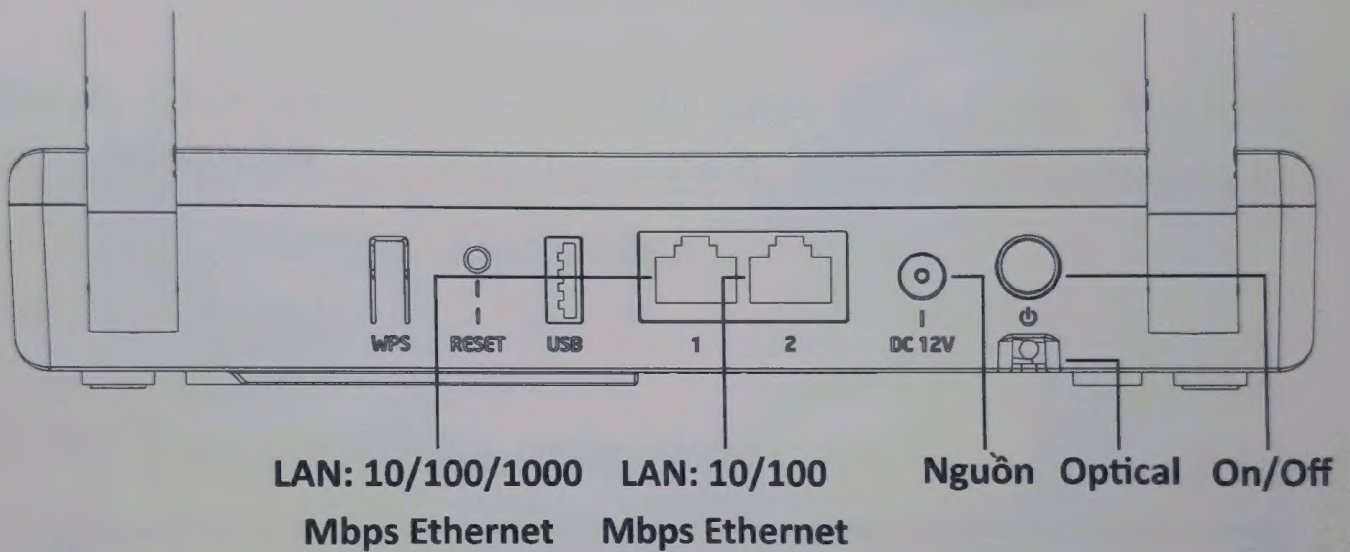 WPS RESET USB 1 2 DC 12V
LAN: 10/100/1000 LAN: 10/100 Nguồn Optical On/Off
Mbps Ethernet Mbps Ethernet